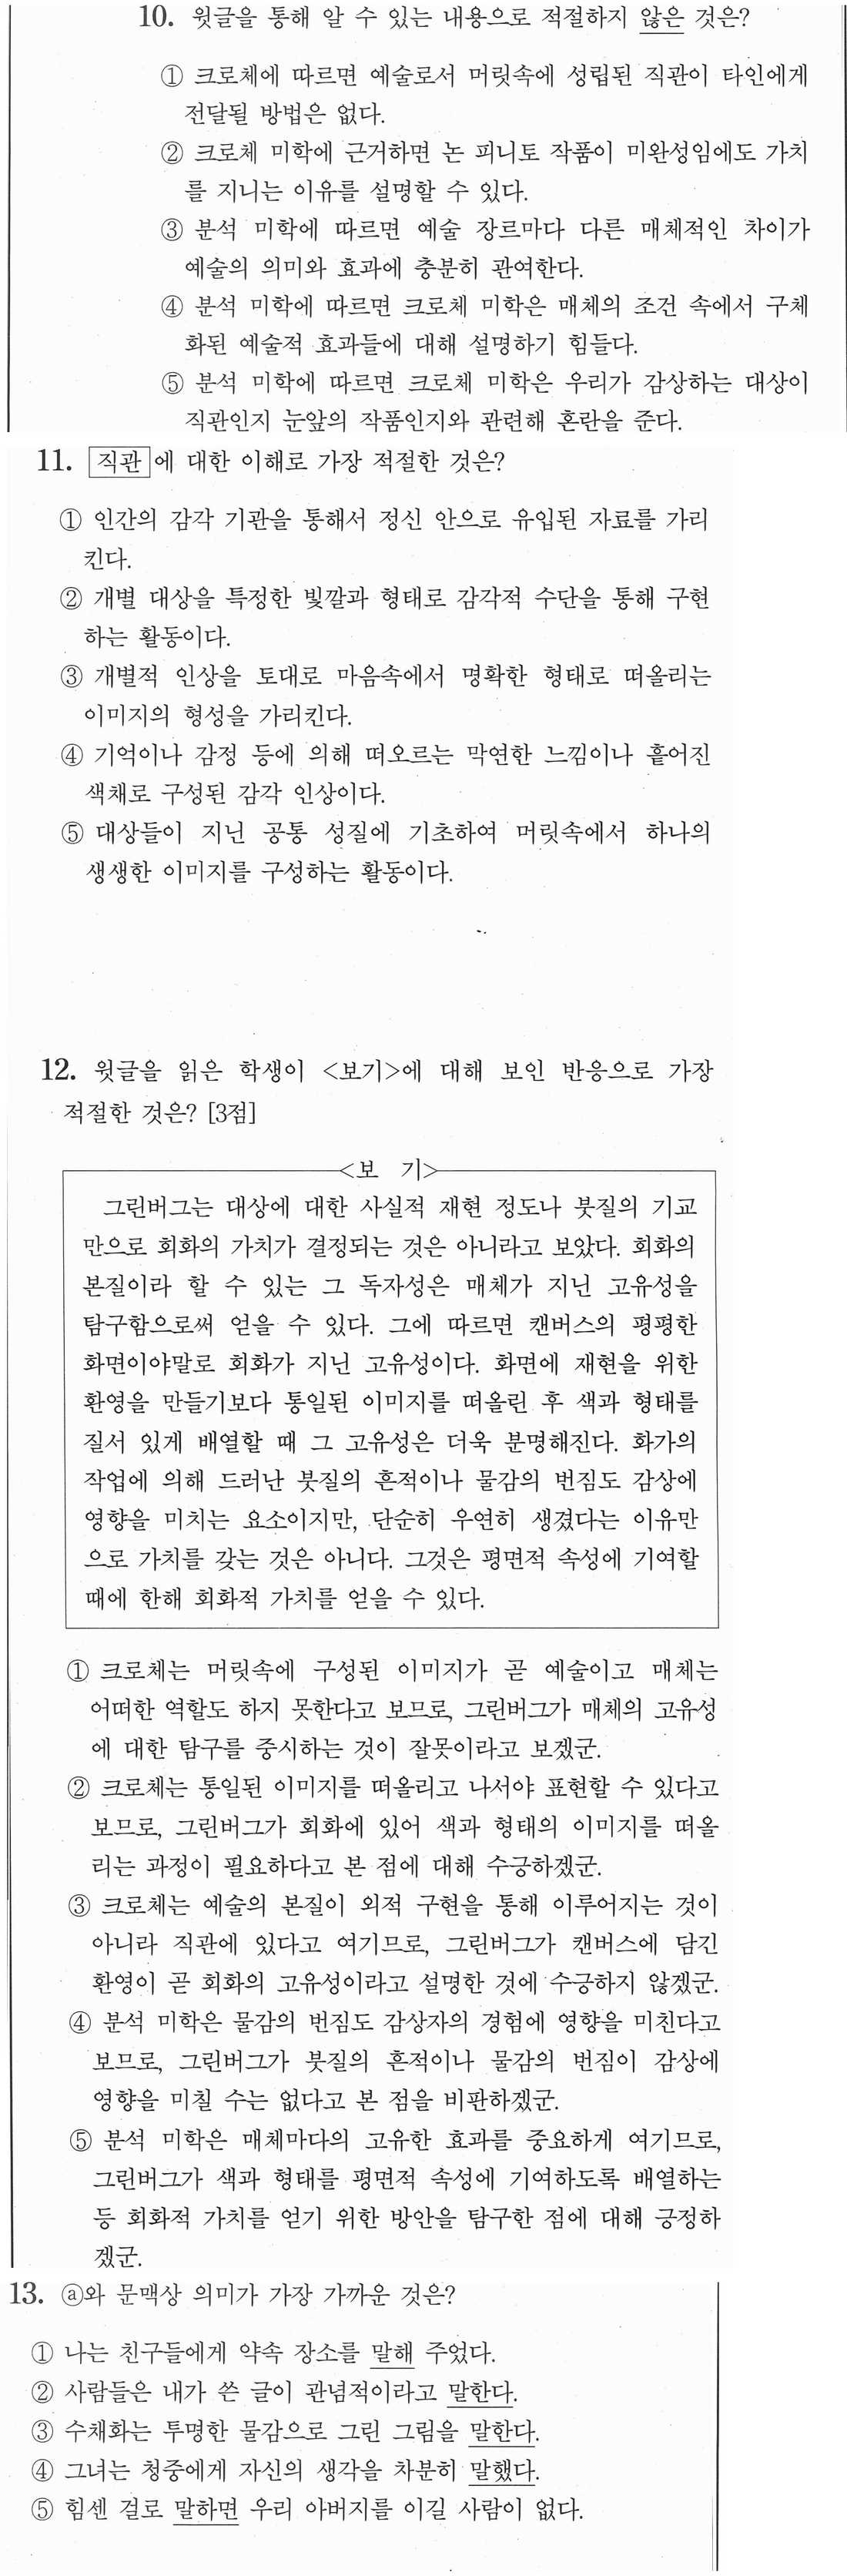 10. 윗글을 통해 알 수 있는 내용으로 적절하지 않은 것은?
① 크로체에 따르면 예술로서 머릿속에 성립된 직관이 타인에게
전달될 방법은 없다.
② 크로체 미학에 근거하면 논 피니토 작품이 미완성임에도 가치
를 지니는 이유를 설명할 수 있다.
③ 분석 미학에 따르면 예술 장르마다 다른 매체적인 차이가
예술의 의미와 효과에 충분히 관여한다.
④ 분석 미학에 따르면 크로체 미학은 매체의 조건 속에서 구체
화된 예술적 효과들에 대해 설명하기 힘들다.
⑤ 분석 미학에 따르면 크로체 미학은 우리가 감상하는 대상이
직관인지 눈앞의 작품인지와 관련해 혼란을 준다.
11. 직관에 대한 이해로 가장 적절한 것은?
① 인간의 감각 기관을 통해서 정신 안으로 유입된 자료를 가리
킨다.
② 개별 대상을 특정한 빛깔과 형태로 감각적 수단을 통해 구현
하는 활동이다.
③ 개별적 인상을 토대로 마음속에서 명확한 형태로 떠올리는
이미지의 형성을 가리킨다.
④ 기억이나 감정 등에 의해 떠오르는 막연한 느낌이나 흩어진
색채로 구성된 감각 인상이다.
⑤ 대상들이 지닌 공통 성질에 기초하여 머릿속에서 하나의
생생한 이미지를 구성하는 활동이다.
12. 윗글을 읽은 학생이 <보기>에 대해 보인 반응으로 가장
적절한 것은? [3점]
<보 기>
그린버그는 대상에 대한 사실적 재현 정도나 붓질의 기교
만으로 회화의 가치가 결정되는 것은 아니라고 보았다. 회화의
본질이라 할 수 있는 그 독자성은 매체가 지닌 고유성을
탐구함으로써 얻을 수 있다. 그에 따르면 캔버스의 평평한
화면이야말로 회화가 지닌 고유성이다. 화면에 재현을 위한
환영을 만들기보다 통일된 이미지를 떠올린 후 색과 형태를
질서 있게 배열할 때 그 고유성은 더욱 분명해진다. 화가의
작업에 의해 드러난 붓질의 흔적이나 물감의 번짐도 감상에
영향을 미치는 요소이지만, 단순히 우연히 생겼다는 이유만
으로 가치를 갖는 것은 아니다. 그것은 평면적 속성에 기여할
때에 한해 회화적 가치를 얻을 수 있다.
① 크로체는 머릿속에 구성된 이미지가 곧 예술이고 매체는
어떠한 역할도 하지 못한다고 보므로, 그린버그가 매체의 고유성
에 대한 탐구를 중시하는 것이 잘못이라고 보겠군.
② 크로체는 통일된 이미지를 떠올리고 나서야 표현할 수 있다고
보므로, 그린버그가 회화에 있어 색과 형태의 이미지를 떠올
리는 과정이 필요하다고 본 점에 대해 수긍하겠군.
③ 크로체는 예술의 본질이 외적 구현을 통해 이루어지는 것이
아니라 직관에 있다고 여기므로, 그린버그가 캔버스에 담긴
환영이 곧 회화의 고유성이라고 설명한 것에 수긍하지 않겠군.
④ 분석 미학은 물감의 번짐도 감상자의 경험에 영향을 미친다고
보므로, 그린버그가 붓질의 흔적이나 물감의 번짐이 감상에
영향을 미칠 수는 없다고 본 점을 비판하겠군.
⑤ 분석 미학은 매체마다의 고유한 효과를 중요하게 여기므로,
그린버그가 색과 형태를 평면적 속성에 기여하도록 배열하는
등 회화적 가치를 얻기 위한 방안을 탐구한 점에 대해 긍정하
겠군.
13. ⓐ와 문맥상 의미가 가장 가까운 것은?
① 나는 친구들에게 약속 장소를 말해 주었다.
② 사람들은 내가 쓴 글이 관념적이라고 말한다.
③ 수채화는 투명한 물감으로 그린 그림을 말한다.
④ 그녀는 청중에게 자신의 생각을 차분히 말했다.
⑤ 힘센 걸로 말하면 우리 아버지를 이길 사람이 없다.